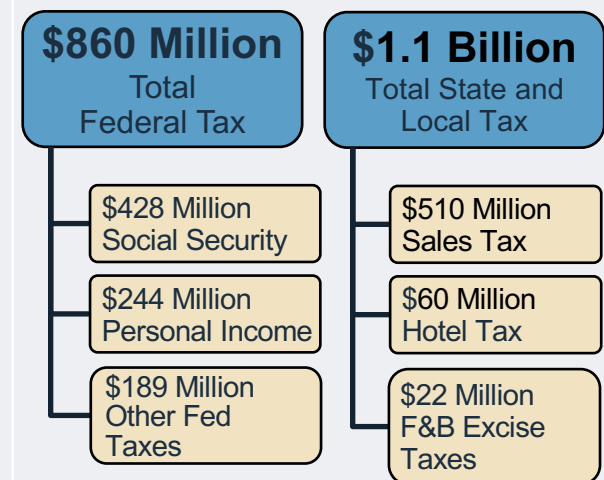 $860 Million
Total
Federal Tax
$428 Million
Social Security
$244 Million
Personal Income
$189 Million
Other Fed
Taxes
$1.1 Billion
Total State and
Local Tax
$510 Million
Sales Tax
$60 Million
Hotel Tax
$22 Million
F&B Excise
Taxes